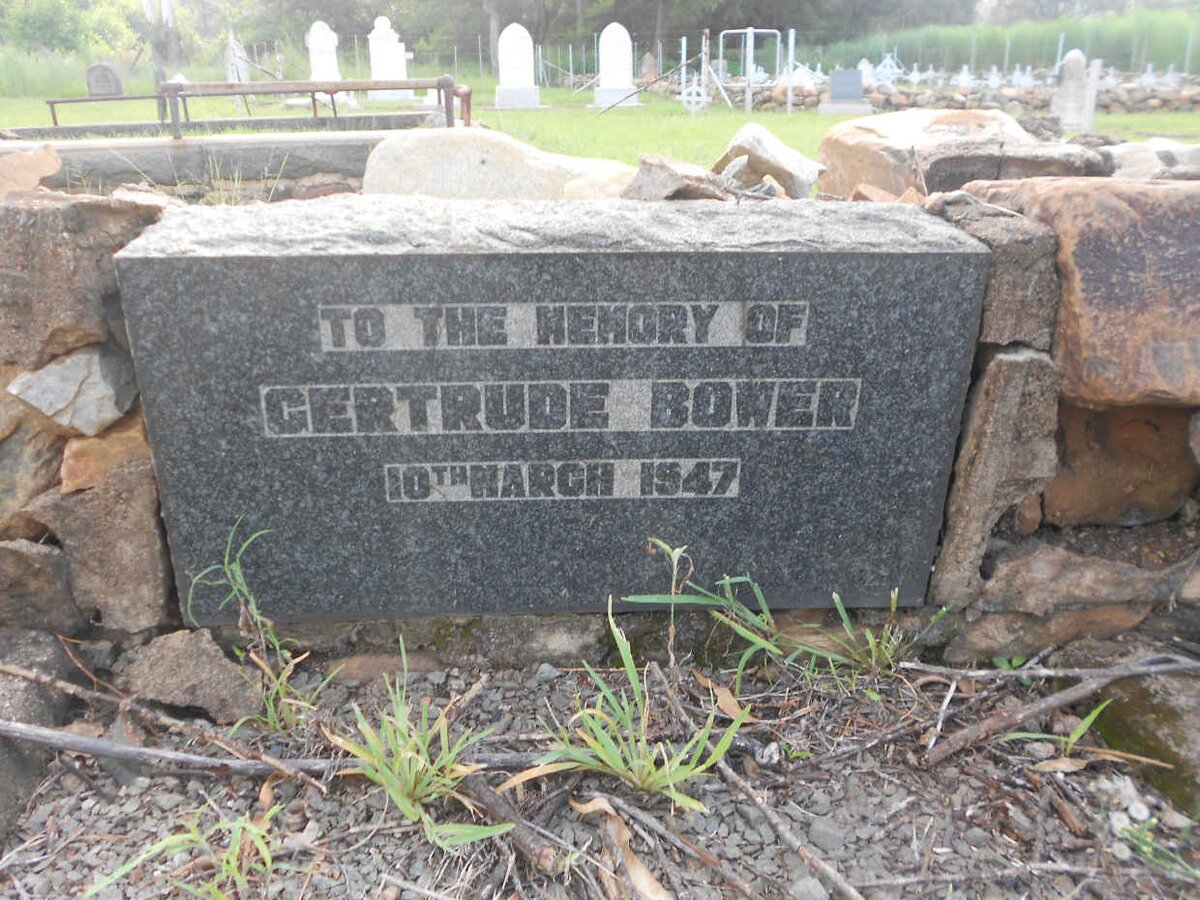 TO THE MEMORY OF
GERTRUDE BOWER
10TH MARCH 1947